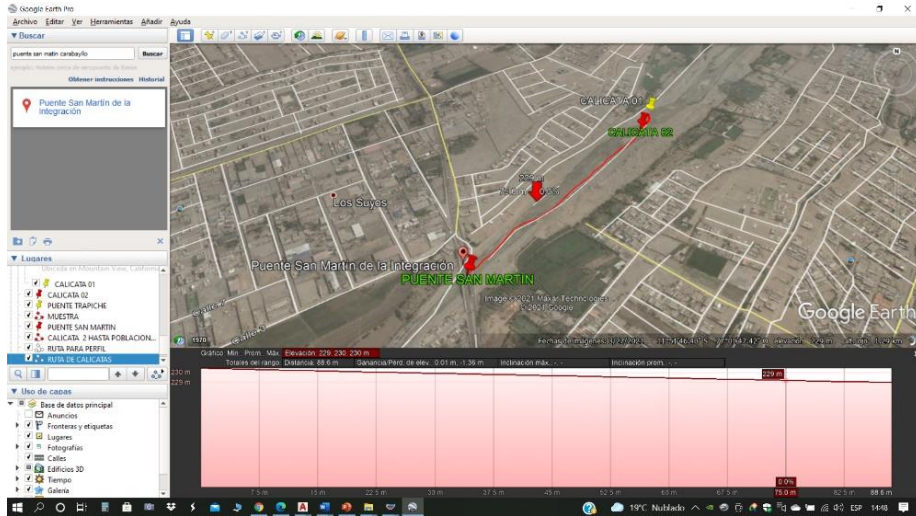 Google Earth Pro
Archivo Editar Ver Herramientas Añadir Ayuda
▼ Buscar
puente san matin carabayllo
Buscar
Obtener instrucciones Historial
Puente San Martín de la
Integración
▼ Lugares
CALICATA 01
CALICATA 02
PUENTE TRAPICHE
MUESTRA
PUENTE SAN MARTIN
CALICATA 2 HASTA POBLACION...
RUTA PARA PERFIL
RUTA DE CALICATAS
▼ Uso de capas
Base de datos principal
Anuncios
Fronteras y etiquetas
Lugares
Fotografías
Calles
Edificios 3D
Tiempo
Galería
CALICATA 01
CALICATA 02
229 m
Los Suyos
Puente San Martín de la Integración
PUENTE SAN MARTIN
Image © 2021 Maxar Technologies
© 2021 Google
Google Earth
1970
Gráfico Mín., Prom., Máx. Elevación: 229, 230, 230 m
Totales del rango: Distancia: 88.6 m Ganancia/Pérd. de elev.: 0.01 m, -1.36 m Inclinación máx.: -, - Inclinación prom.: -, -
230 m
229 m
229 m
0.0%
7.5 m 15 m 22.5 m 30 m 37.5 m 45 m 52.5 m 60 m 67.5 m 75.0 m 82.5 m 88.6 m
19°C Nublado ESP 14:48